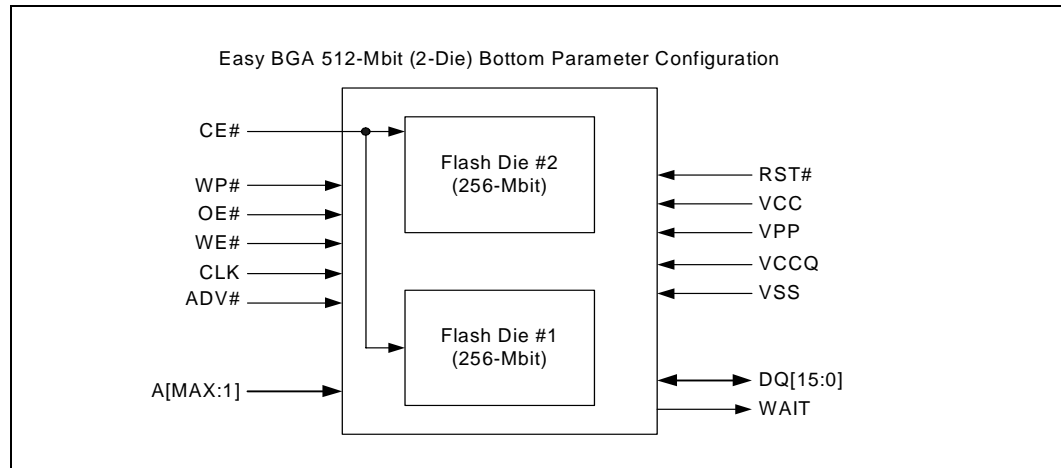 Easy BGA 512-Mbit (2-Die) Bottom Parameter Configuration
CE#
WP#
OE#
WE#
CLK
ADV#
A[MAX:1]
Flash Die #2
(256-Mbit)
Flash Die #1
(256-Mbit)
RST#
VCC
VPP
VCCQ
VSS
DQ[15:0]
WAIT